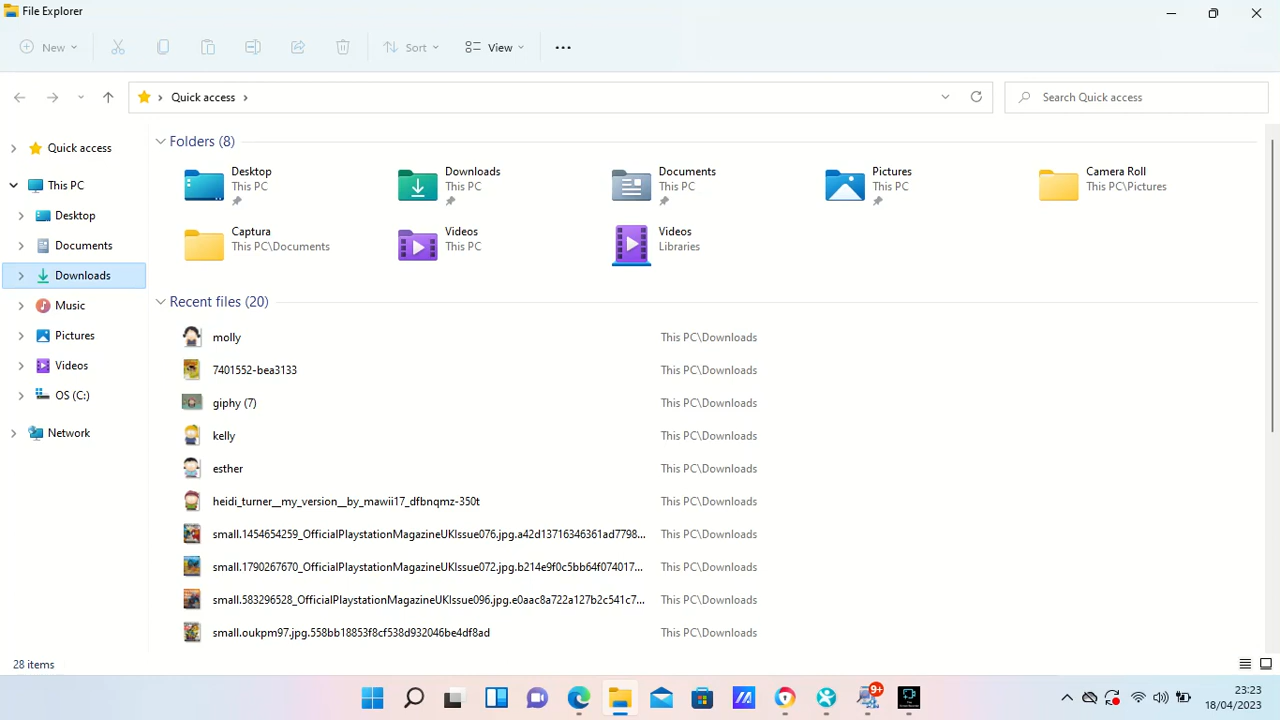 File Explorer
New
Sort
View
Quick access
Search Quick access
Quick access
This PC
Desktop
Documents
Downloads
Music
Pictures
Videos
OS (C:)
Network
Folders (8)
Desktop
This PC
Downloads
This PC
Documents
This PC
Pictures
This PC
Camera Roll
This PC\Pictures
Captura
This PC\Documents
Videos
This PC
Videos
Libraries
Recent files (20)
molly This PC\Downloads
7401552-bea3133 This PC\Downloads
giphy (7) This PC\Downloads
kelly This PC\Downloads
esther This PC\Downloads
heidi_turner__my_version__by_mawii17_dfbnqmz-350t This PC\Downloads
small.1454654259_OfficialPlaystationMagazineUKIssue076.jpg.a42d13716346361ad7798... This PC\Downloads
small.1790267670_OfficialPlaystationMagazineUKIssue072.jpg.b214e9f0c5bb64f074017... This PC\Downloads
small.583296528_OfficialPlaystationMagazineUKIssue096.jpg.e0aac8a722a127b2c541c7... This PC\Downloads
small.oukpm97.jpg.558bb18853f8cf538d932046be4df8ad This PC\Downloads
28 items
9+
23:23
18/04/2023